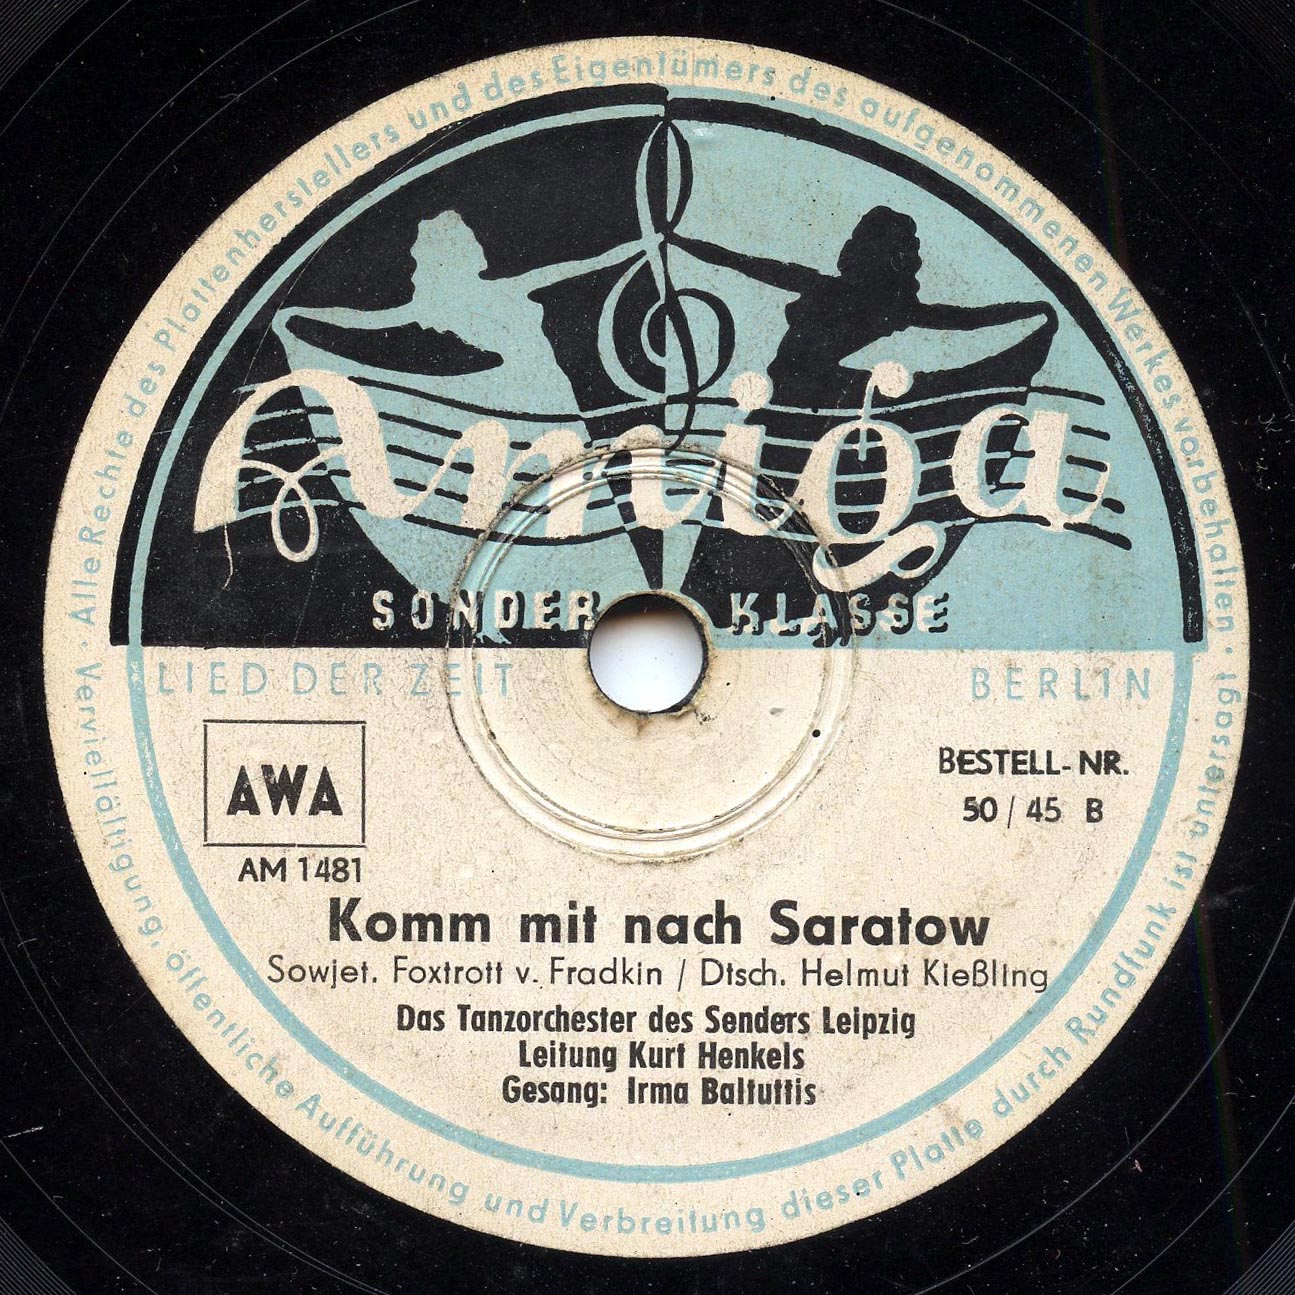 Alle Rechte des Plattenherstellers und des Eigentümers des aufgenommenen Werkes vorbehalten · Vervielfältigung, öffentliche Aufführung und Verbreitung dieser Platte durch Rundfunk ist untersagt ·
Amiga
SONDER KLASSE
LIED DER ZEIT BERLIN
AWA
BESTELL-NR.
50 / 45 B
AM 1481
Komm mit nach Saratow
Sowjet. Foxtrott v. Fradkin / Dtsch. Helmut Kießling
Das Tanzorchester des Senders Leipzig
Leitung Kurt Henkels
Gesang: Irma Baltuttis